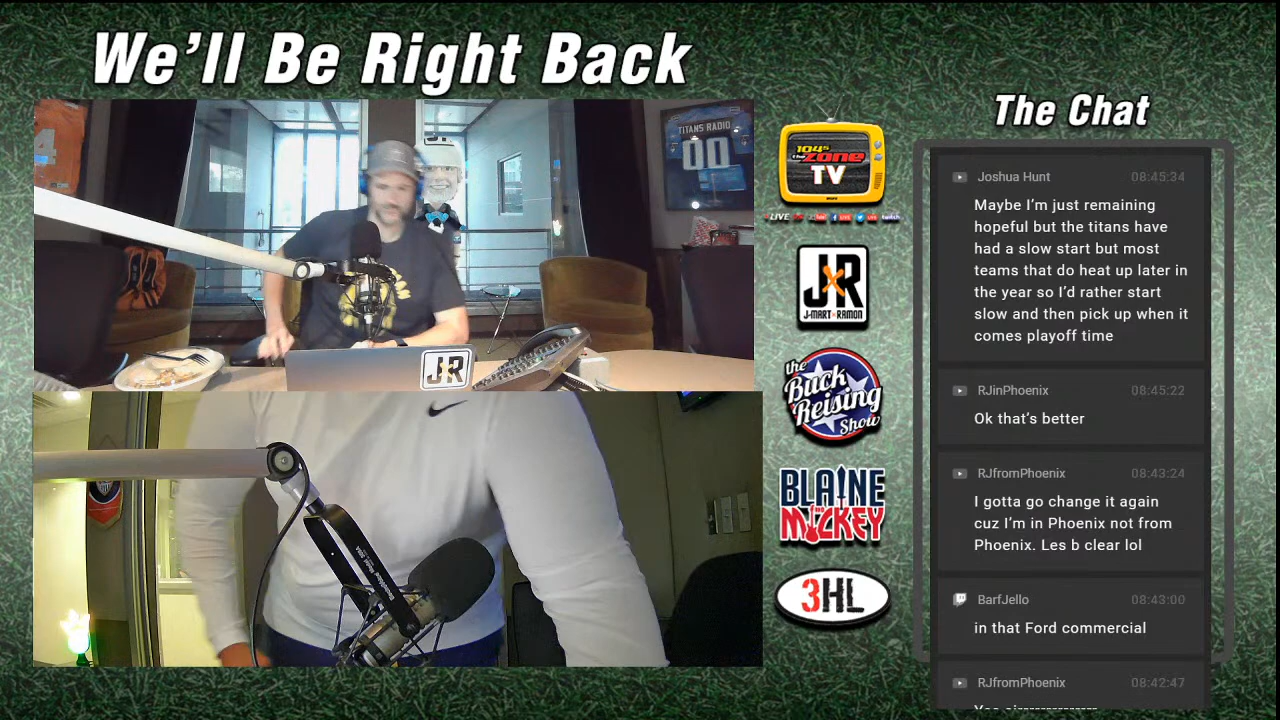 We'll Be Right Back
The Chat
TITANS RADIO
00
104.5
the ZONE
TV
LIVE
JxR
J-MART x RAMON
the
Buck
Reising
Show
BLAINE
AND
MICKEY
3HL
JxR
Joshua Hunt 08:45:34
Maybe I'm just remaining
hopeful but the titans have
had a slow start but most
teams that do heat up later in
the year so I'd rather start
slow and then pick up when it
comes playoff time
RJinPhoenix 08:45:22
Ok that's better
RJfromPhoenix 08:43:24
I gotta go change it again
cuz I'm in Phoenix not from
Phoenix. Les b clear lol
BarfJello 08:43:00
in that Ford commercial
RJfromPhoenix 08:42:47